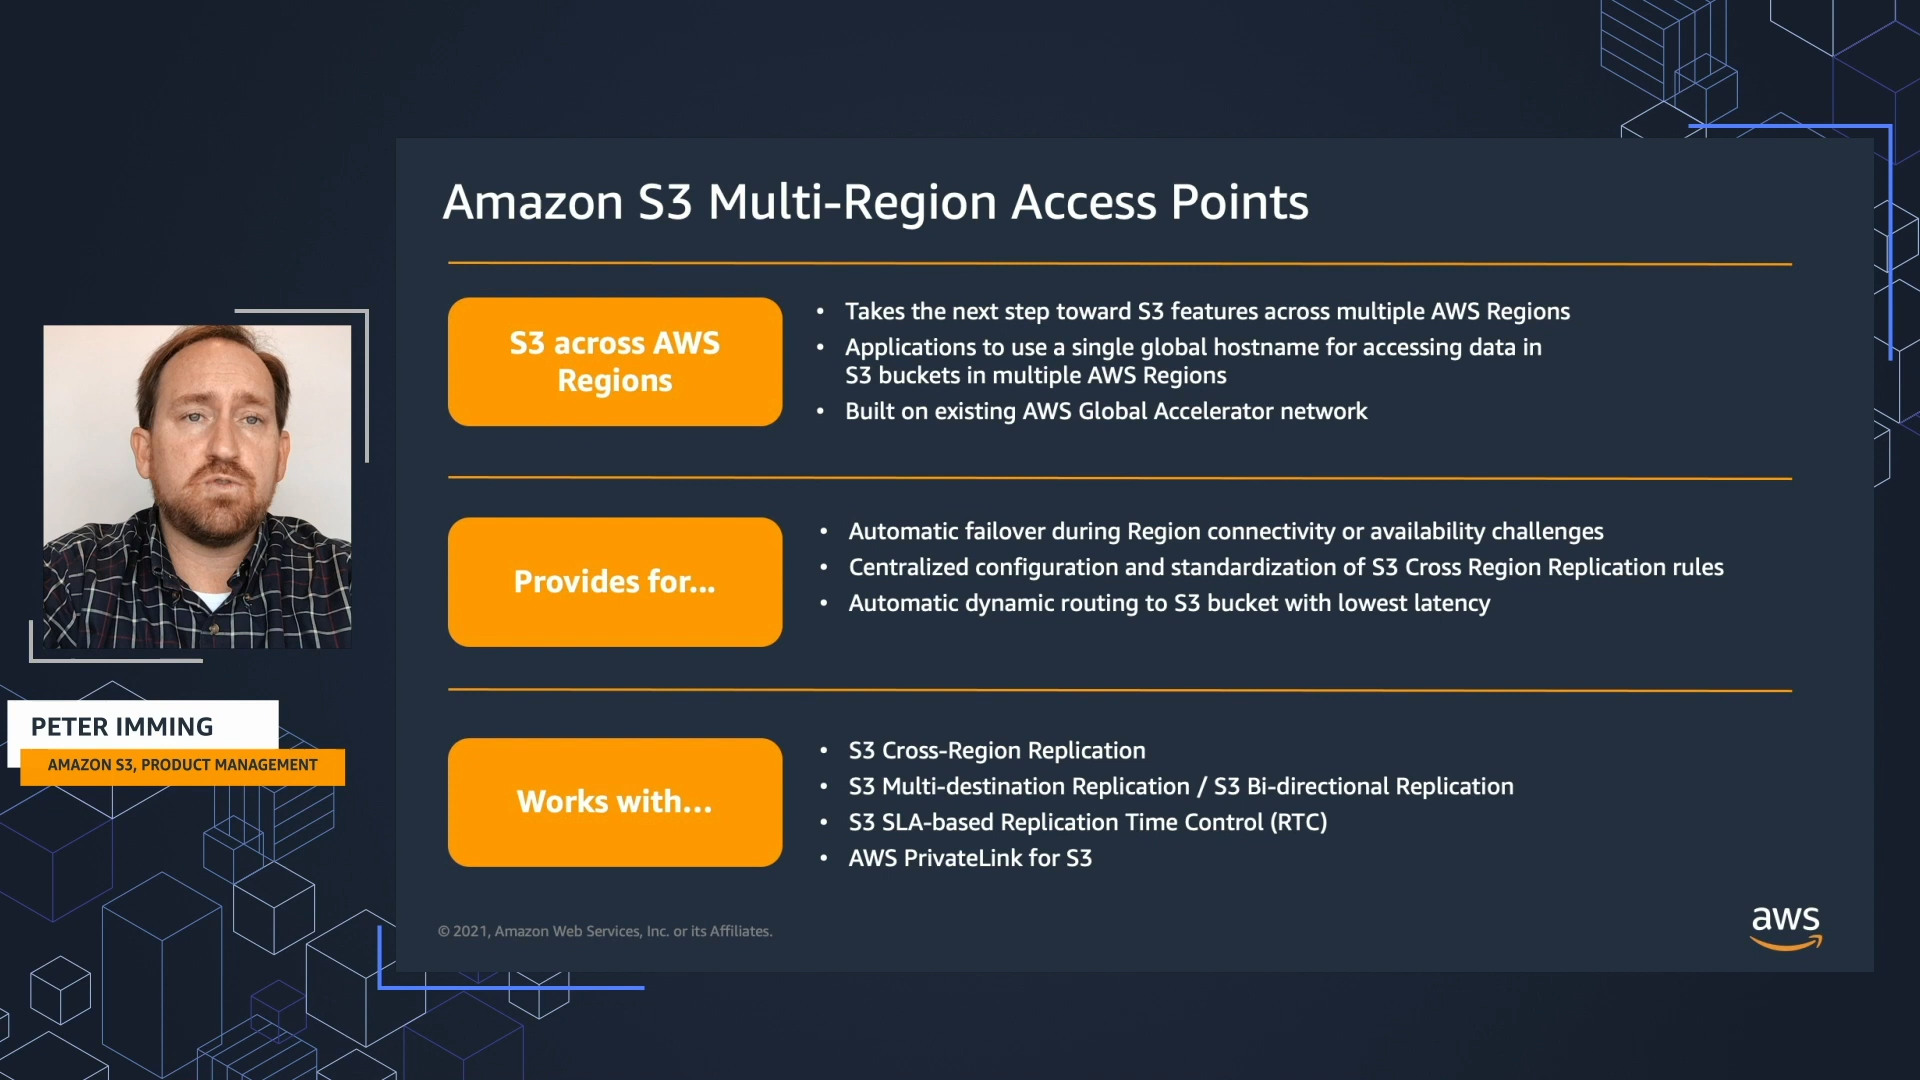 Amazon S3 Multi-Region Access Points
S3 across AWS
Regions
• Takes the next step toward S3 features across multiple AWS Regions
• Applications to use a single global hostname for accessing data in
S3 buckets in multiple AWS Regions
• Built on existing AWS Global Accelerator network
Provides for...
• Automatic failover during Region connectivity or availability challenges
• Centralized configuration and standardization of S3 Cross Region Replication rules
• Automatic dynamic routing to S3 bucket with lowest latency
Works with...
• S3 Cross-Region Replication
• S3 Multi-destination Replication / S3 Bi-directional Replication
• S3 SLA-based Replication Time Control (RTC)
• AWS PrivateLink for S3
© 2021, Amazon Web Services, Inc. or its Affiliates.
aws
PETER IMMING
AMAZON S3, PRODUCT MANAGEMENT